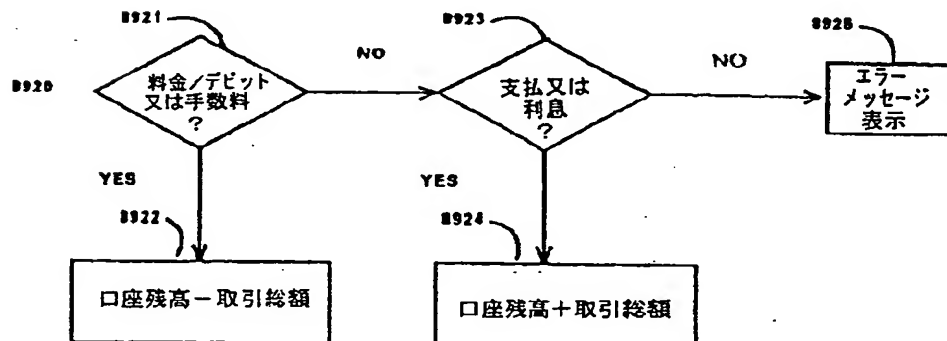 8921
8923
8925
8920
料金/デビット
又は手数料
?
NO
支払又は
利息
?
NO
エラー
メッセージ
表示
YES
YES
8922
8924
口座残高-取引総額
口座残高+取引総額